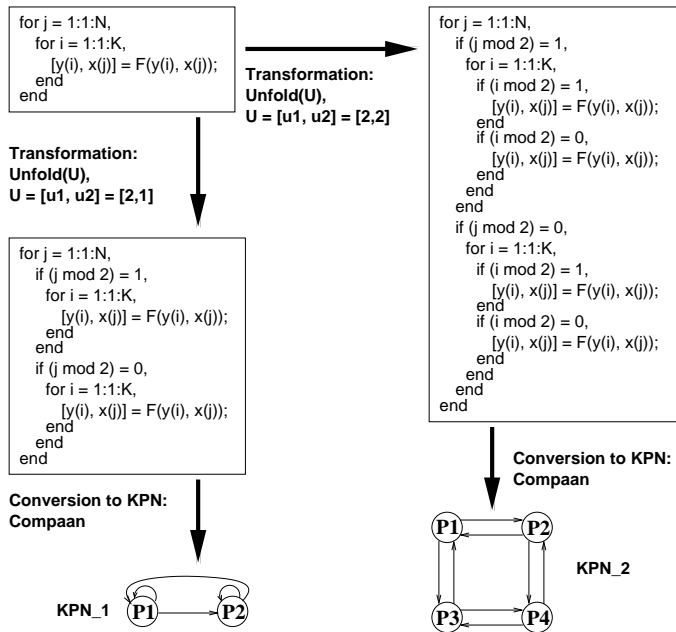 for j = 1:1:N,
for i = 1:1:K,
[y(i), x(j)] = F(y(i), x(j));
end
end
Transformation:
Unfold(U),
U = [u1, u2] = [2,2]
Transformation:
Unfold(U),
U = [u1, u2] = [2,1]
for j = 1:1:N,
if (j mod 2) = 1,
for i = 1:1:K,
if (i mod 2) = 1,
[y(i), x(j)] = F(y(i), x(j));
end
if (i mod 2) = 0,
[y(i), x(j)] = F(y(i), x(j));
end
end
end
if (j mod 2) = 0,
for i = 1:1:K,
if (i mod 2) = 1,
[y(i), x(j)] = F(y(i), x(j));
end
if (i mod 2) = 0,
[y(i), x(j)] = F(y(i), x(j));
end
end
end
end
for j = 1:1:N,
if (j mod 2) = 1,
for i = 1:1:K,
[y(i), x(j)] = F(y(i), x(j));
end
end
if (j mod 2) = 0,
for i = 1:1:K,
[y(i), x(j)] = F(y(i), x(j));
end
end
end
Conversion to KPN:
Compaan
Conversion to KPN:
Compaan
KPN_1
P1
P2
P1
P2
KPN_2
P3
P4